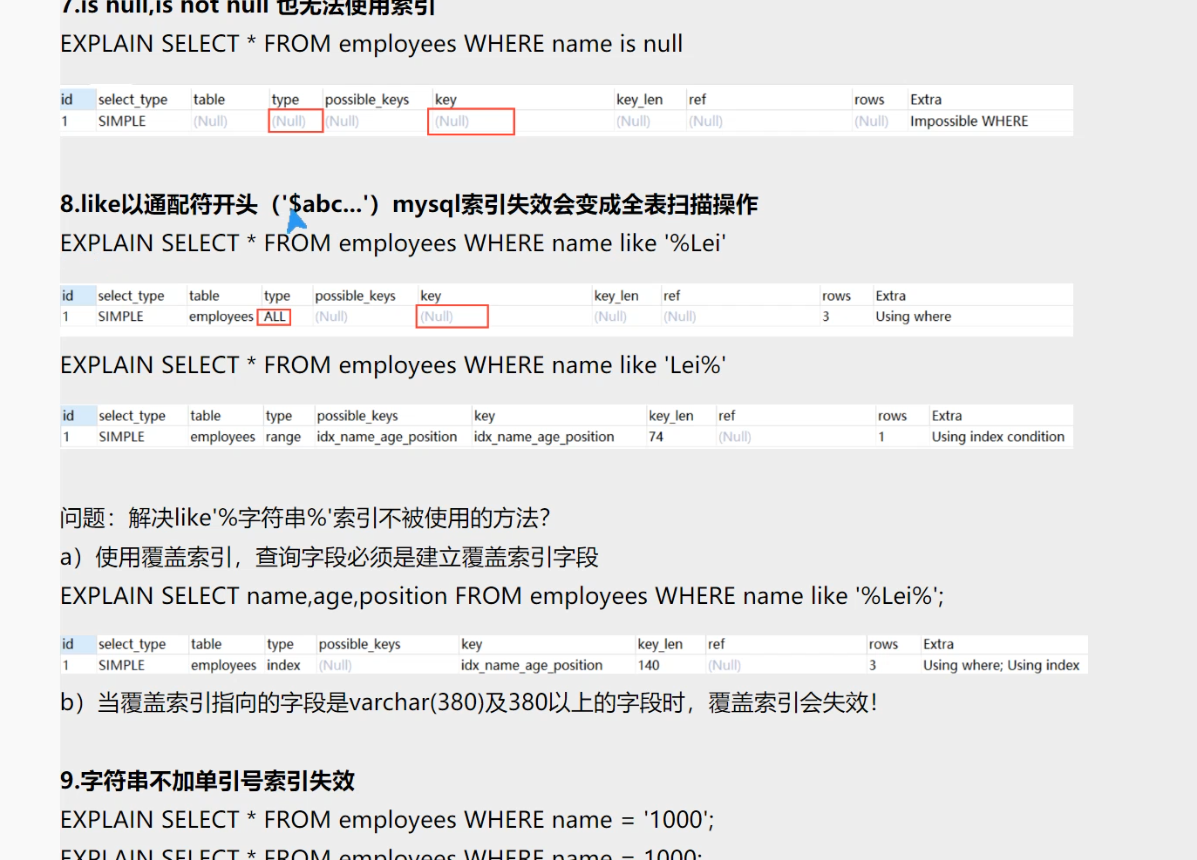 7.is null,is not null 也无法使用索引
EXPLAIN SELECT * FROM employees WHERE name is null
id select_type table type possible_keys key key_len ref rows Extra
1 SIMPLE (Null) (Null) (Null) (Null) (Null) (Null) (Null) Impossible WHERE
8.like以通配符开头（'$abc...'）mysql索引失效会变成全表扫描操作
EXPLAIN SELECT * FROM employees WHERE name like '%Lei'
id select_type table type possible_keys key key_len ref rows Extra
1 SIMPLE employees ALL (Null) (Null) (Null) (Null) 3 Using where
EXPLAIN SELECT * FROM employees WHERE name like 'Lei%'
id select_type table type possible_keys key key_len ref rows Extra
1 SIMPLE employees range idx_name_age_position idx_name_age_position 74 (Null) 1 Using index condition
问题：解决like'%字符串%'索引不被使用的方法？
a）使用覆盖索引，查询字段必须是建立覆盖索引字段
EXPLAIN SELECT name,age,position FROM employees WHERE name like '%Lei%';
id select_type table type possible_keys key key_len ref rows Extra
1 SIMPLE employees index (Null) idx_name_age_position 140 (Null) 3 Using where; Using index
b）当覆盖索引指向的字段是varchar(380)及380以上的字段时，覆盖索引会失效！
9.字符串不加单引号索引失效
EXPLAIN SELECT * FROM employees WHERE name = '1000';
EXPLAIN SELECT * FROM employees WHERE name = 1000;